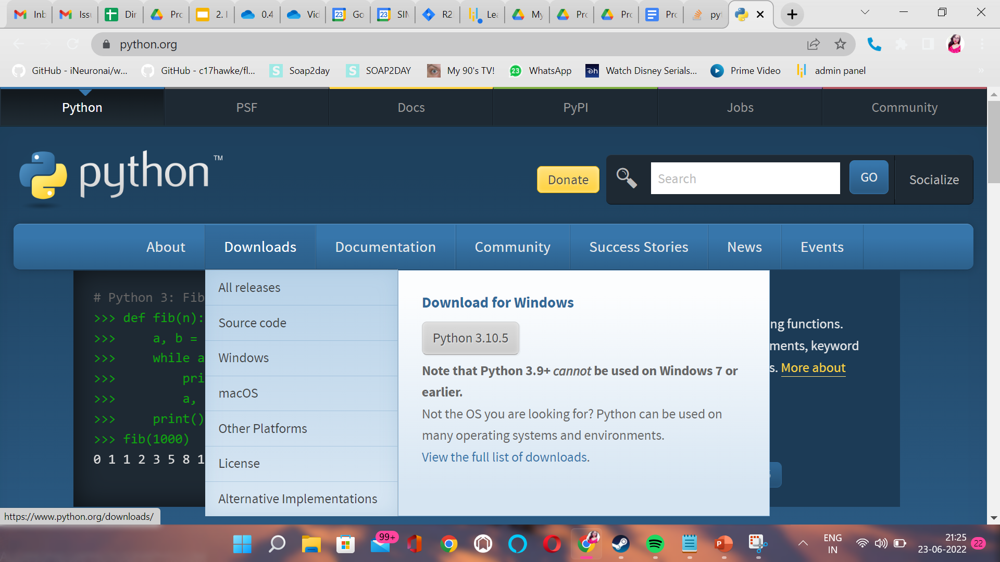 Inb
Issu
Dir
Pro
2. I
0.4
Vid
Go
SIN
R2
Lea
My
Pro
Pro
Pro
pyt
python.org
GitHub - iNeuronai/w...
GitHub - c17hawke/fl...
Soap2day
SOAP2DAY
My 90's TV!
WhatsApp
Watch Disney Serials...
Prime Video
admin panel
Python
PSF
Docs
PyPI
Jobs
Community
python™
Donate
Search
GO
Socialize
About
Downloads
Documentation
Community
Success Stories
News
Events
# Python 3: Fib
>>> def fib(n):
>>> a, b =
>>> while a
>>> pri
>>> a,
>>> print()
>>> fib(1000)
0 1 1 2 3 5 8 1
All releases
Source code
Windows
macOS
Other Platforms
License
Alternative Implementations
Download for Windows
Python 3.10.5
Note that Python 3.9+ cannot be used on Windows 7 or
earlier.
Not the OS you are looking for? Python can be used on
many operating systems and environments.
View the full list of downloads.
ng functions.
ments, keyword
s. More about
https://www.python.org/downloads/
99+
ENG
IN
21:25
23-06-2022
22